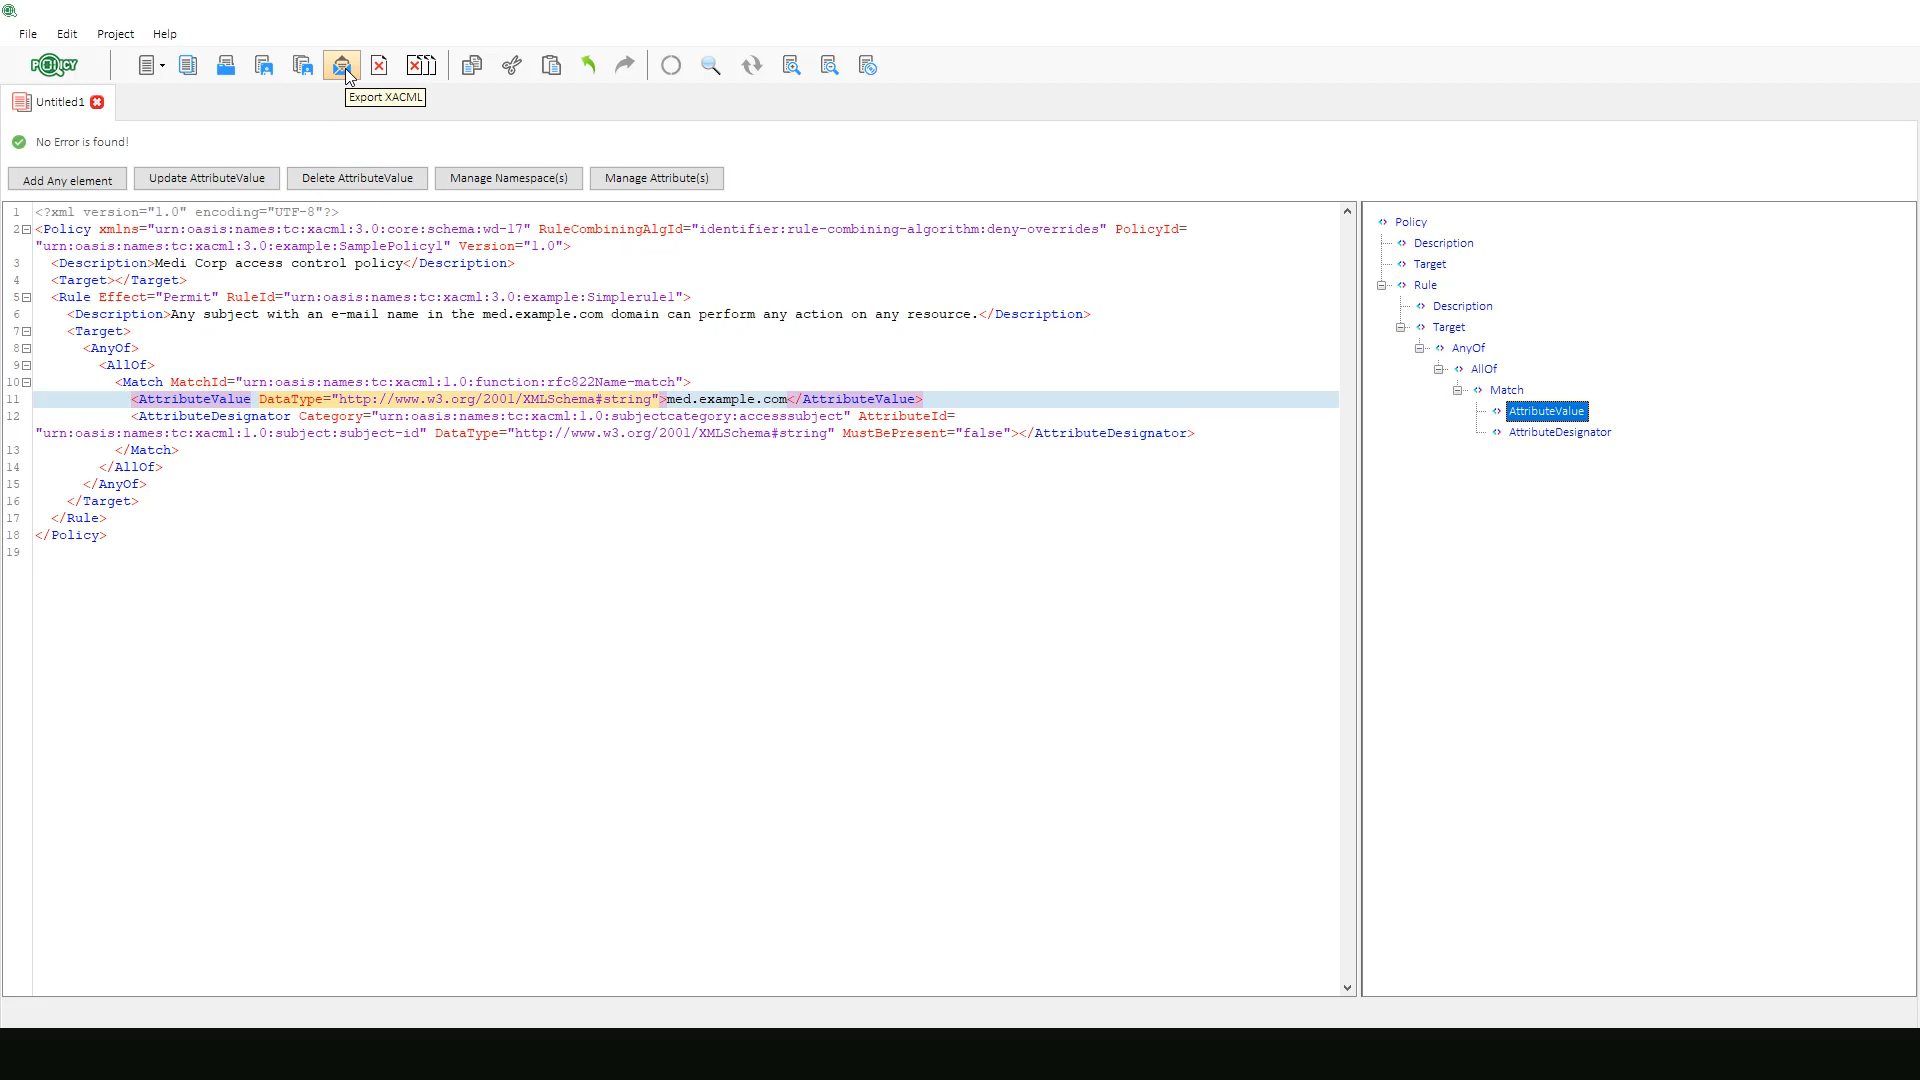 File Edit Project Help
POLICY
Export XACML
Untitled1
No Error is found!
Add Any element Update AttributeValue Delete AttributeValue Manage Namespace(s) Manage Attribute(s)
1 <?xml version="1.0" encoding="UTF-8"?>
2 <Policy xmlns="urn:oasis:names:tc:xacml:3.0:core:schema:wd-17" RuleCombiningAlgId="identifier:rule-combining-algorithm:deny-overrides" PolicyId=
"urn:oasis:names:tc:xacml:3.0:example:SamplePolicy1" Version="1.0">
3 <Description>Medi Corp access control policy</Description>
4 <Target></Target>
5 <Rule Effect="Permit" RuleId="urn:oasis:names:tc:xacml:3.0:example:Simplerule1">
6 <Description>Any subject with an e-mail name in the med.example.com domain can perform any action on any resource.</Description>
7 <Target>
8 <AnyOf>
9 <AllOf>
10 <Match MatchId="urn:oasis:names:tc:xacml:1.0:function:rfc822Name-match">
11 <AttributeValue DataType="http://www.w3.org/2001/XMLSchema#string">med.example.com</AttributeValue>
12 <AttributeDesignator Category="urn:oasis:names:tc:xacml:1.0:subjectcategory:accesssubject" AttributeId=
"urn:oasis:names:tc:xacml:1.0:subject:subject-id" DataType="http://www.w3.org/2001/XMLSchema#string" MustBePresent="false"></AttributeDesignator>
13 </Match>
14 </AllOf>
15 </AnyOf>
16 </Target>
17 </Rule>
18 </Policy>
19
Policy
Description
Target
Rule
Description
Target
AnyOf
AllOf
Match
AttributeValue
AttributeDesignator